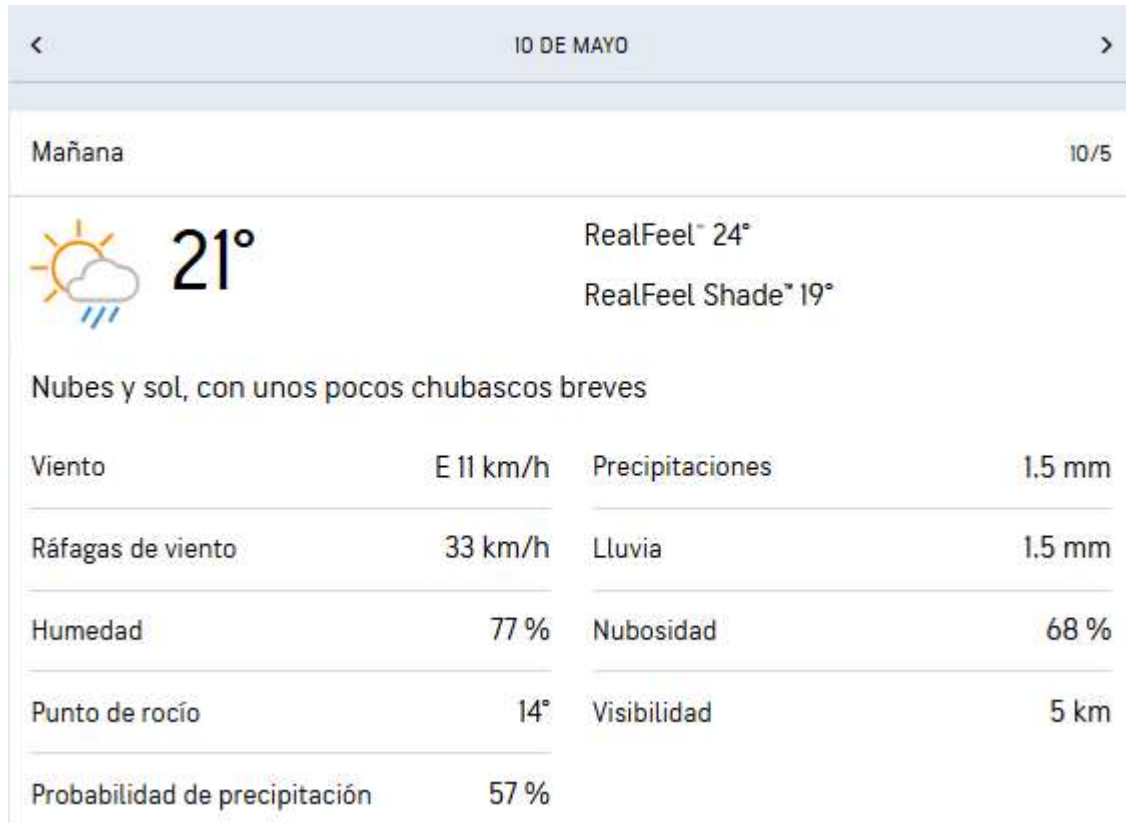 10 DE MAYO
Mañana 10/5
21°
RealFeel™ 24°
RealFeel Shade™ 19°
Nubes y sol, con unos pocos chubascos breves
Viento E 11 km/h Precipitaciones 1.5 mm
Ráfagas de viento 33 km/h Lluvia 1.5 mm
Humedad 77 % Nubosidad 68 %
Punto de rocío 14° Visibilidad 5 km
Probabilidad de precipitación 57 %